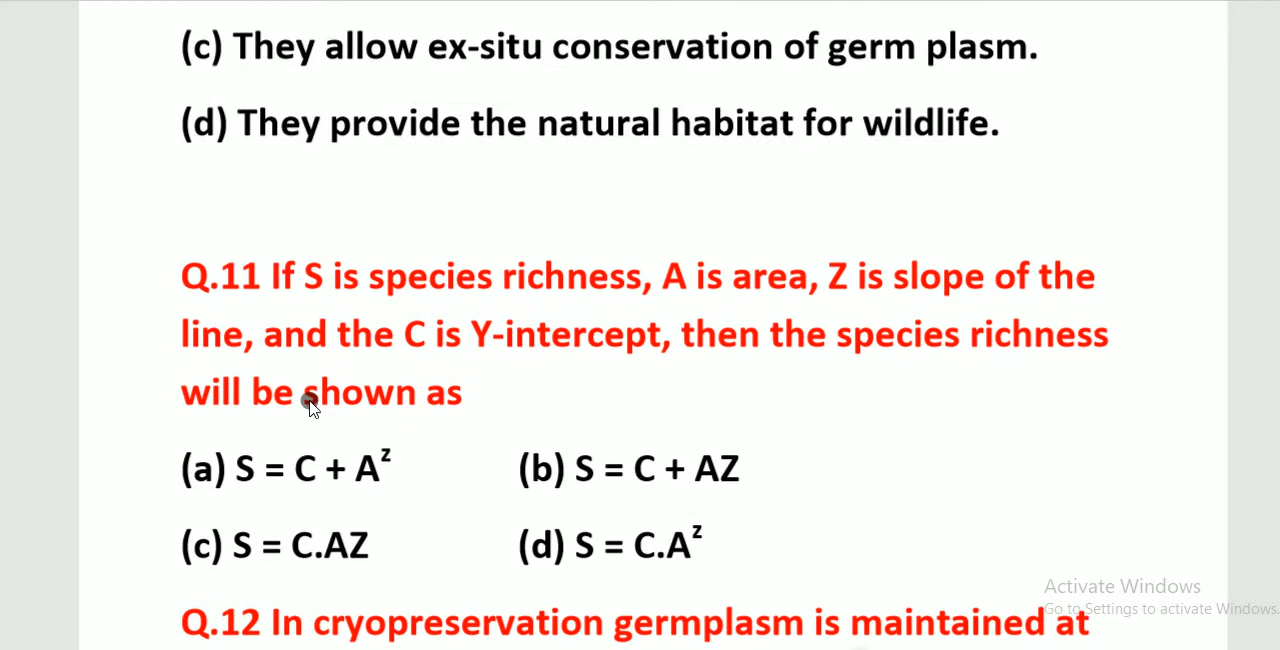 (c) They allow ex-situ conservation of germ plasm.
(d) They provide the natural habitat for wildlife.
Q.11 If S is species richness, A is area, Z is slope of the
line, and the C is Y-intercept, then the species richness
will be shown as
(a) S = C + Aᶻ (b) S = C + AZ
(c) S = C.AZ (d) S = C.Aᶻ
Activate Windows
Go to Settings to activate Windows.
Q.12 In cryopreservation germplasm is maintained at